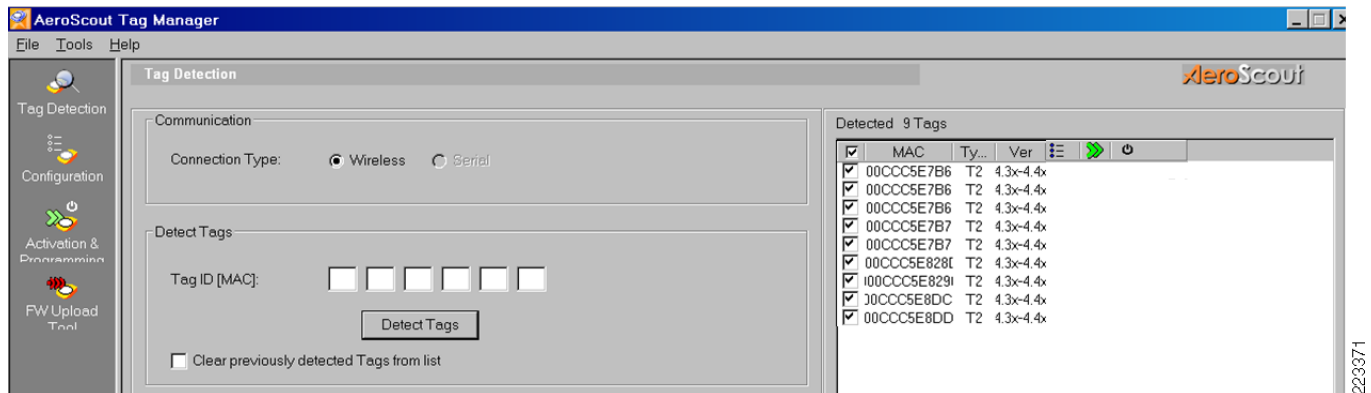 AeroScout Tag Manager
File Tools Help
Tag Detection
Configuration
Activation &
Programming
FW Upload
Tool
Tag Detection
AeroScout
Communication
Connection Type: Wireless Serial
Detect Tags
Tag ID [MAC]:
Detect Tags
Clear previously detected Tags from list
Detected 9 Tags
MAC Ty... Ver
00CCC5E7B6 T2 4.3x-4.4x
00CCC5E7B6 T2 4.3x-4.4x
00CCC5E7B6 T2 4.3x-4.4x
00CCC5E7B7 T2 4.3x-4.4x
00CCC5E7B7 T2 4.3x-4.4x
T2 4.3x-4.4x
T2 4.3x-4.4x
T2 4.3x-4.4x
00CCC5E8DD T2 4.3x-4.4x
223371